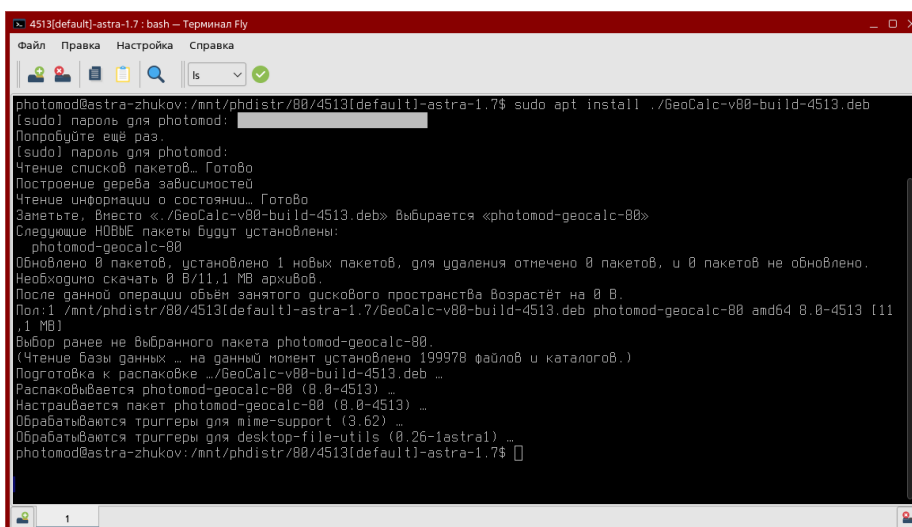 4513[default]-astra-1.7 : bash — Терминал Fly
Файл Правка Настройка Справка
ls
photomod@astra-zhukov:/mnt/phdistr/80/4513[default]-astra-1.7$ sudo apt install ./GeoCalc-v80-build-4513.deb
[sudo] пароль для photomod:
Попробуйте ещё раз.
[sudo] пароль для photomod:
Чтение списков пакетов… Готово
Построение дерева зависимостей
Чтение информации о состоянии… Готово
Заметьте, вместо «./GeoCalc-v80-build-4513.deb» выбирается «photomod-geocalc-80»
Следующие НОВЫЕ пакеты будут установлены:
photomod-geocalc-80
Обновлено 0 пакетов, установлено 1 новых пакетов, для удаления отмечено 0 пакетов, и 0 пакетов не обновлено.
Необходимо скачать 0 B/11,1 MB архивов.
После данной операции объём занятого дискового пространства возрастёт на 0 B.
Пол:1 /mnt/phdistr/80/4513[default]-astra-1.7/GeoCalc-v80-build-4513.deb photomod-geocalc-80 amd64 8.0-4513 [11
,1 MB]
Выбор ранее не выбранного пакета photomod-geocalc-80.
(Чтение базы данных … на данный момент установлено 199978 файлов и каталогов.)
Подготовка к распаковке …/GeoCalc-v80-build-4513.deb …
Распаковывается photomod-geocalc-80 (8.0-4513) …
Настраивается пакет photomod-geocalc-80 (8.0-4513) …
Обрабатываются триггеры для mime-support (3.62) …
Обрабатываются триггеры для desktop-file-utils (0.26-1astra1) …
photomod@astra-zhukov:/mnt/phdistr/80/4513[default]-astra-1.7$
1